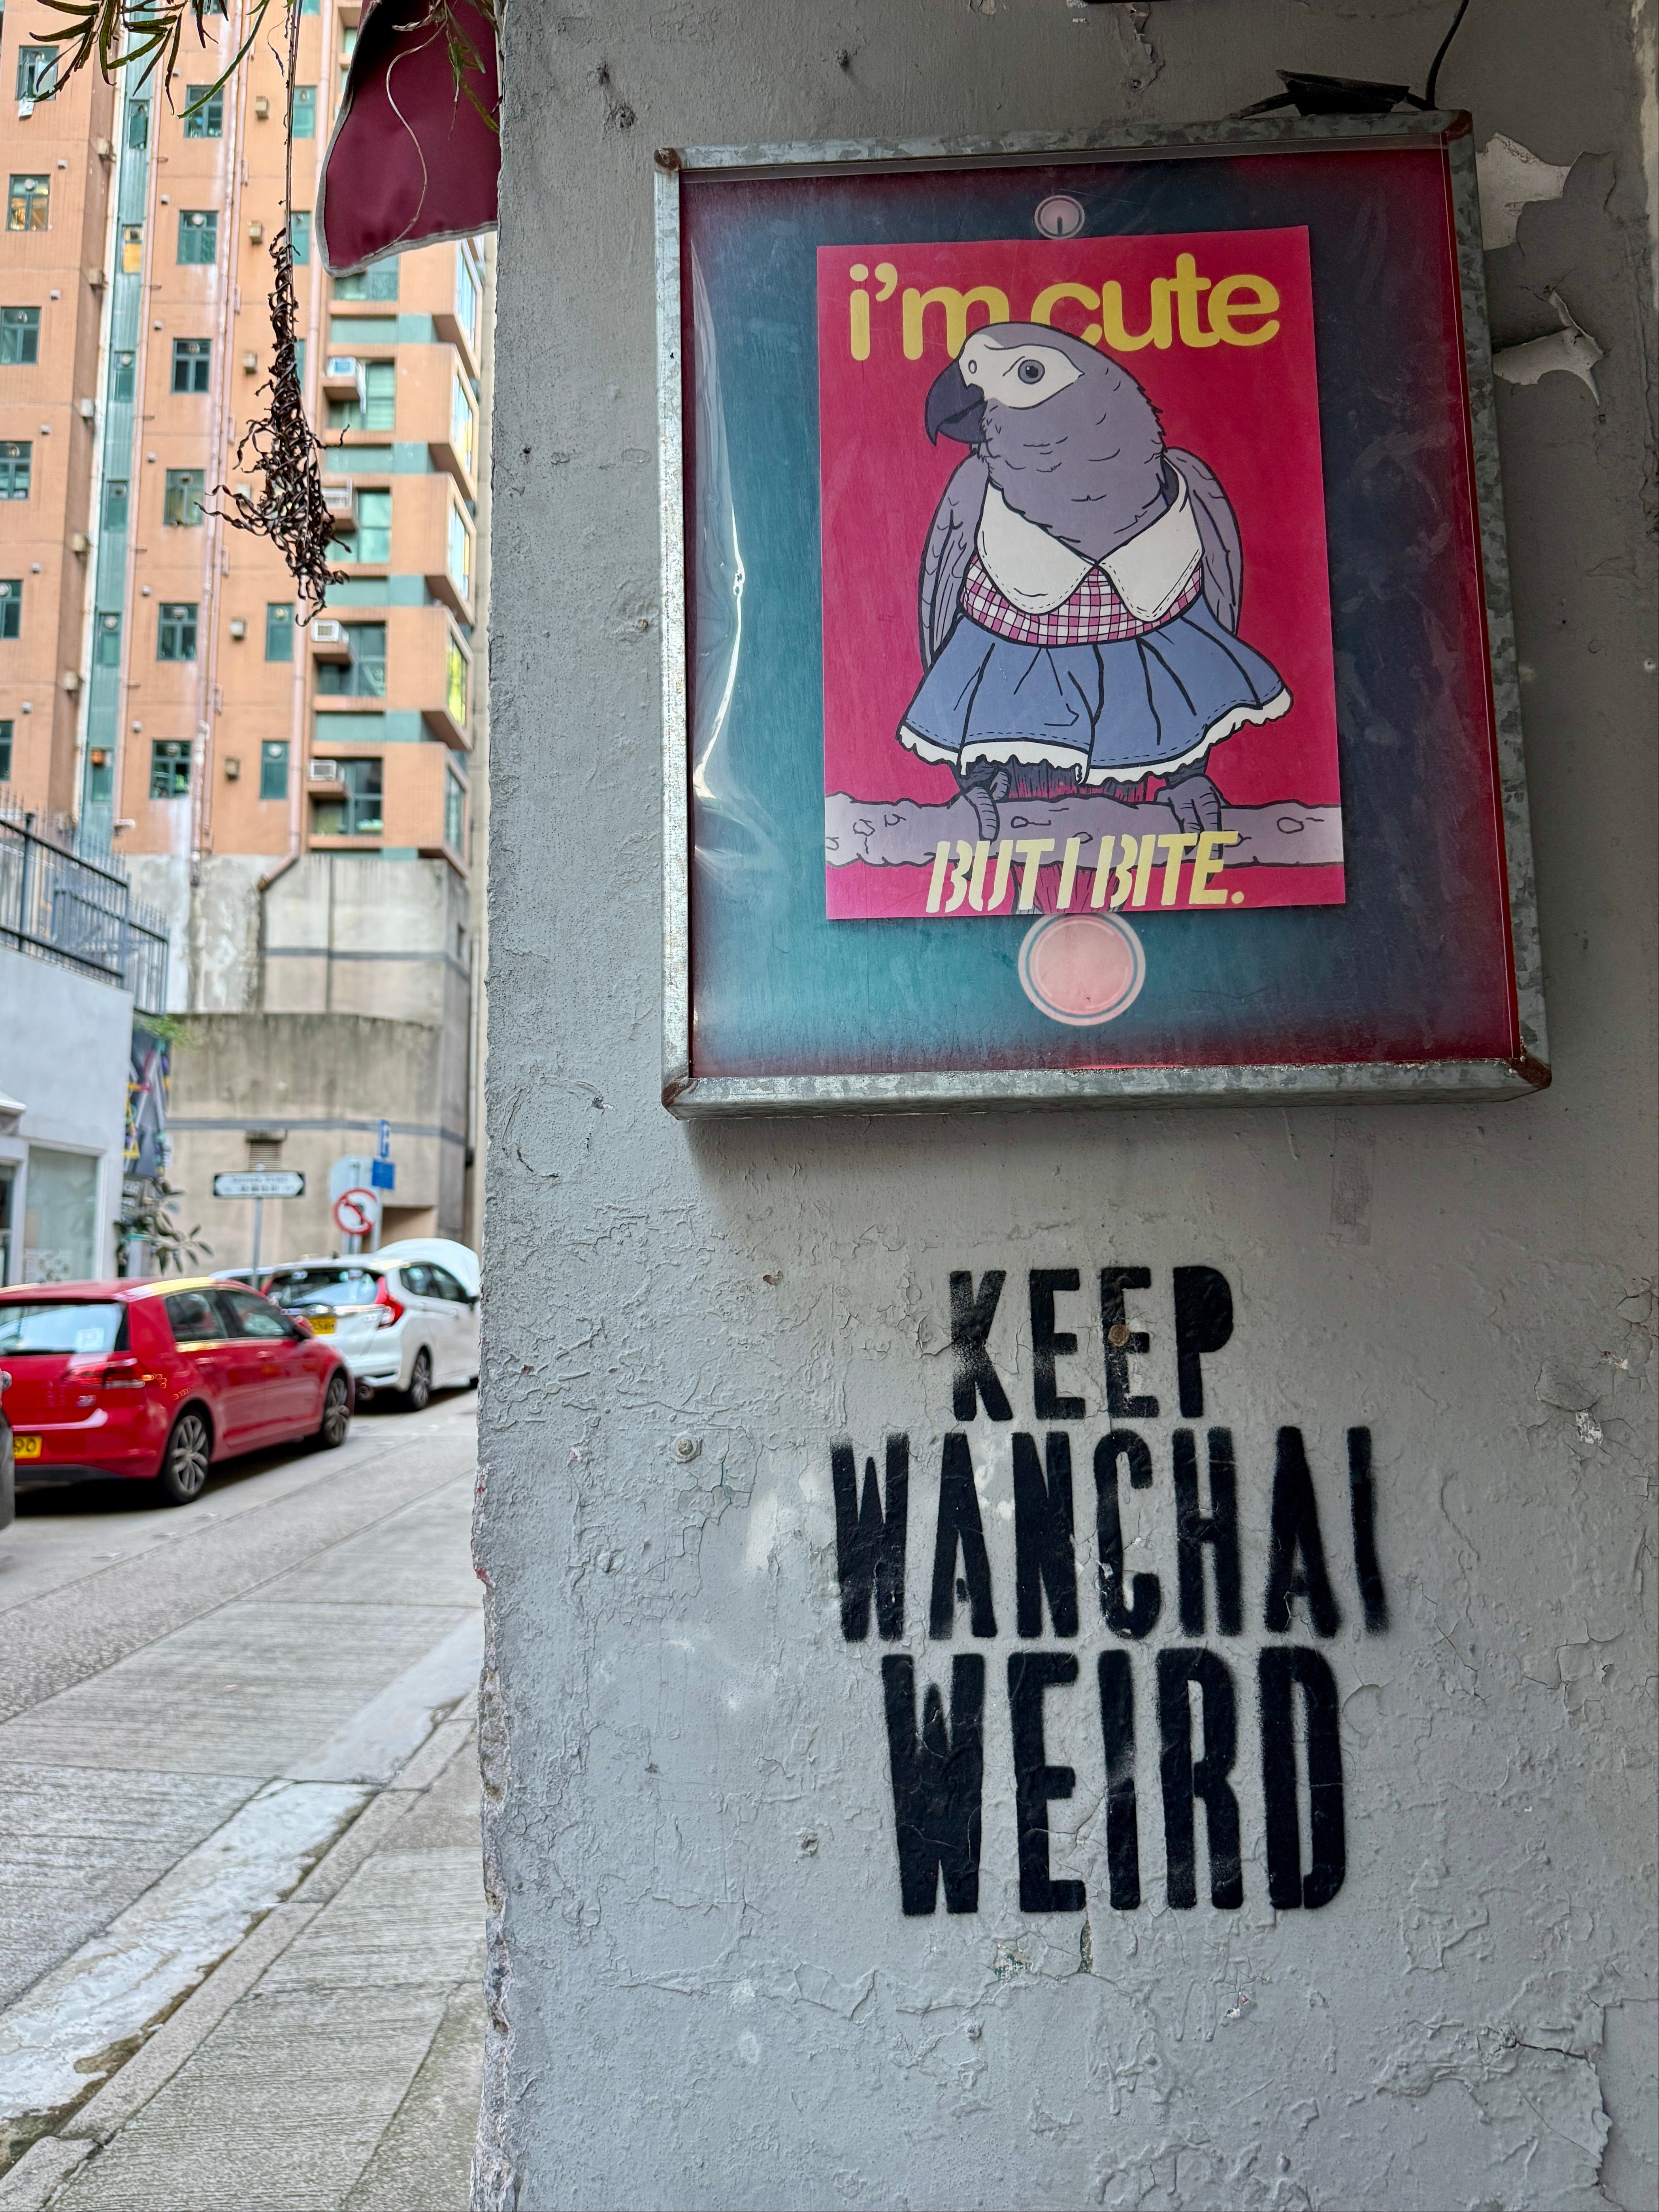 i'm cute
BUT I BITE.
KEEP
WANCHAI
WEIRD